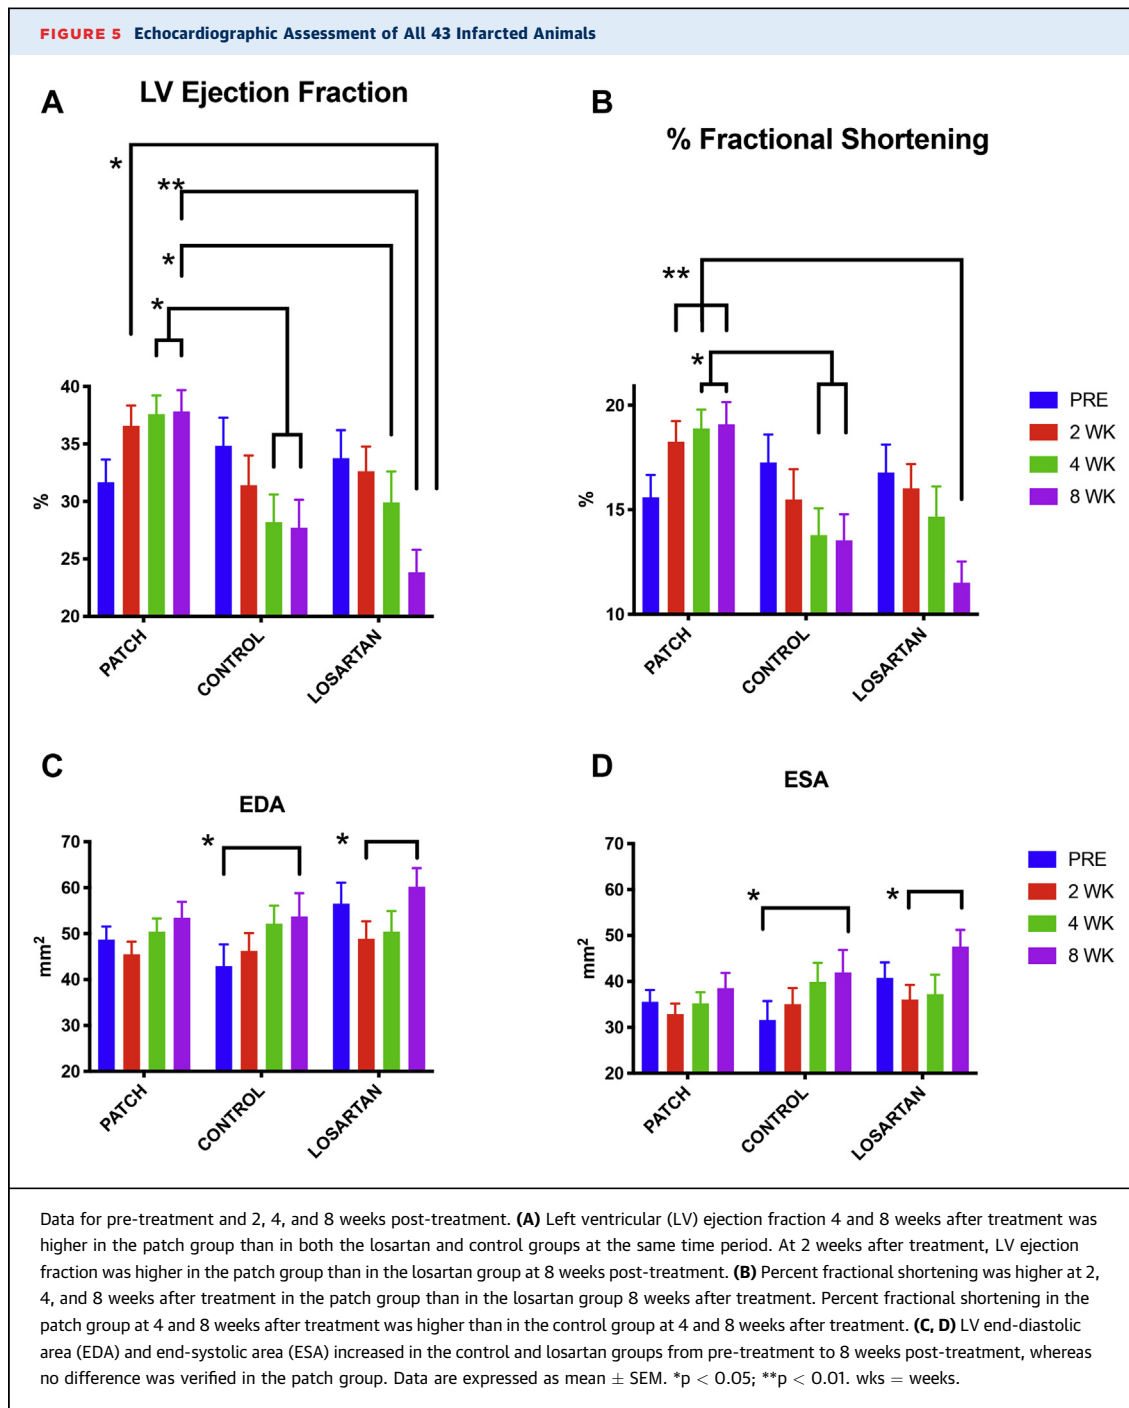 FIGURE 5 Echocardiographic Assessment of All 43 Infarcted Animals
A
LV Ejection Fraction
*
**
*
*
40
35
30
25
20
%
PATCH
CONTROL
LOSARTAN
B
% Fractional Shortening
**
*
20
15
10
%
PATCH
CONTROL
LOSARTAN
PRE
2 WK
4 WK
8 WK
C
EDA
*
*
70
60
50
40
30
20
mm²
PATCH
CONTROL
LOSARTAN
D
ESA
*
*
70
60
50
40
30
20
mm²
PATCH
CONTROL
LOSARTAN
PRE
2 WK
4 WK
8 WK
Data for pre-treatment and 2, 4, and 8 weeks post-treatment. (A) Left ventricular (LV) ejection fraction 4 and 8 weeks after treatment was
higher in the patch group than in both the losartan and control groups at the same time period. At 2 weeks after treatment, LV ejection
fraction was higher in the patch group than in the losartan group at 8 weeks post-treatment. (B) Percent fractional shortening was higher at 2,
4, and 8 weeks after treatment in the patch group than in the losartan group 8 weeks after treatment. Percent fractional shortening in the
patch group at 4 and 8 weeks after treatment was higher than in the control group at 4 and 8 weeks after treatment. (C, D) LV end-diastolic
area (EDA) and end-systolic area (ESA) increased in the control and losartan groups from pre-treatment to 8 weeks post-treatment, whereas
no difference was verified in the patch group. Data are expressed as mean ± SEM. *p < 0.05; **p < 0.01. wks = weeks.